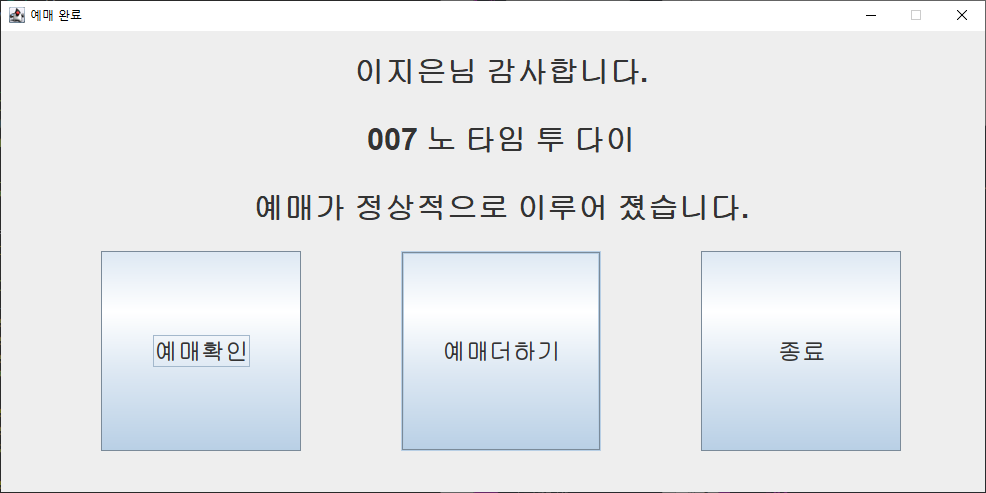 예매 완료
이지은님 감사합니다.
007 노 타임 투 다이
예매가 정상적으로 이루어 졌습니다.
예매확인
예매더하기
종료